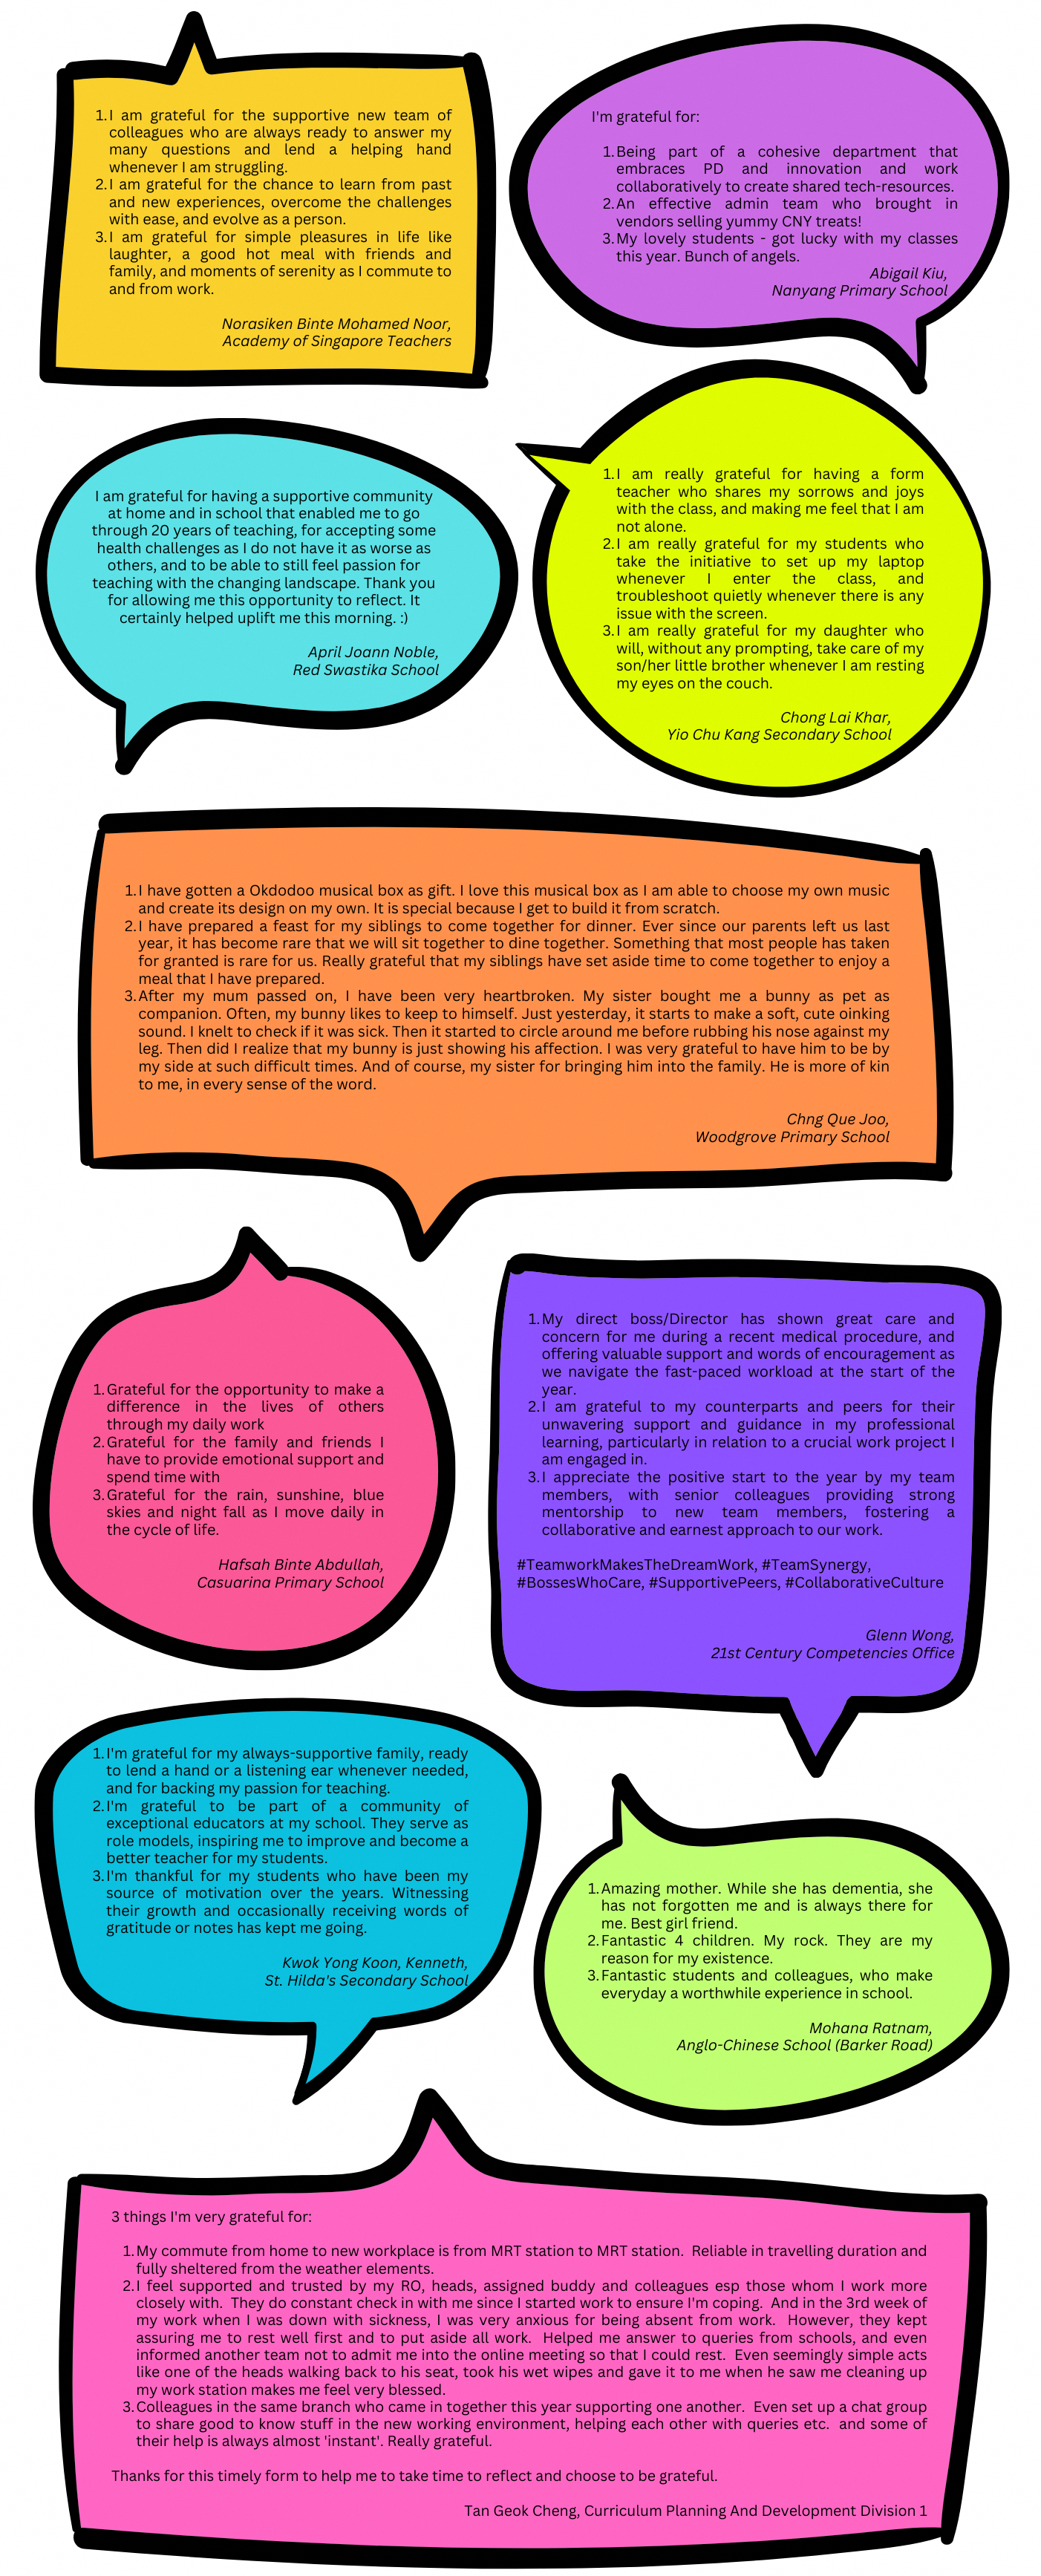 1. I am grateful for the supportive new team of
colleagues who are always ready to answer my
many questions and lend a helping hand
whenever I am struggling.
2. I am grateful for the chance to learn from past
and new experiences, overcome the challenges
with ease, and evolve as a person.
3. I am grateful for simple pleasures in life like
laughter, a good hot meal with friends and
family, and moments of serenity as I commute to
and from work.
Norasiken Binte Mohamed Noor,
Academy of Singapore Teachers
I'm grateful for:
1. Being part of a cohesive department that
embraces PD and innovation and work
collaboratively to create shared tech-resources.
2. An effective admin team who brought in
vendors selling yummy CNY treats!
3. My lovely students - got lucky with my classes
this year. Bunch of angels.
Abigail Kiu,
Nanyang Primary School
I am grateful for having a supportive community
at home and in school that enabled me to go
through 20 years of teaching, for accepting some
health challenges as I do not have it as worse as
others, and to be able to still feel passion for
teaching with the changing landscape. Thank you
for allowing me this opportunity to reflect. It
certainly helped uplift me this morning. :)
April Joann Noble,
Red Swastika School
1. I am really grateful for having a form
teacher who shares my sorrows and joys
with the class, and making me feel that I am
not alone.
2. I am really grateful for my students who
take the initiative to set up my laptop
whenever I enter the class, and
troubleshoot quietly whenever there is any
issue with the screen.
3. I am really grateful for my daughter who
will, without any prompting, take care of my
son/her little brother whenever I am resting
my eyes on the couch.
Chong Lai Khar,
Yio Chu Kang Secondary School
1. I have gotten a Okdodoo musical box as gift. I love this musical box as I am able to choose my own music
and create its design on my own. It is special because I get to build it from scratch.
2. I have prepared a feast for my siblings to come together for dinner. Ever since our parents left us last
year, it has become rare that we will sit together to dine together. Something that most people has taken
for granted is rare for us. Really grateful that my siblings have set aside time to come together to enjoy a
meal that I have prepared.
3. After my mum passed on, I have been very heartbroken. My sister bought me a bunny as pet as
companion. Often, my bunny likes to keep to himself. Just yesterday, it starts to make a soft, cute oinking
sound. I knelt to check if it was sick. Then it started to circle around me before rubbing his nose against my
leg. Then did I realize that my bunny is just showing his affection. I was very grateful to have him to be by
my side at such difficult times. And of course, my sister for bringing him into the family. He is more of kin
to me, in every sense of the word.
Chng Que Joo,
Woodgrove Primary School
1. Grateful for the opportunity to make a
difference in the lives of others
through my daily work
2. Grateful for the family and friends I
have to provide emotional support and
spend time with
3. Grateful for the rain, sunshine, blue
skies and night fall as I move daily in
the cycle of life.
Hafsah Binte Abdullah,
Casuarina Primary School
1. My direct boss/Director has shown great care and
concern for me during a recent medical procedure, and
offering valuable support and words of encouragement as
we navigate the fast-paced workload at the start of the
year.
2. I am grateful to my counterparts and peers for their
unwavering support and guidance in my professional
learning, particularly in relation to a crucial work project I
am engaged in.
3. I appreciate the positive start to the year by my team
members, with senior colleagues providing strong
mentorship to new team members, fostering a
collaborative and earnest approach to our work.
#TeamworkMakesTheDreamWork, #TeamSynergy,
#BossesWhoCare, #SupportivePeers, #CollaborativeCulture
Glenn Wong,
21st Century Competencies Office
1. I'm grateful for my always-supportive family, ready
to lend a hand or a listening ear whenever needed,
and for backing my passion for teaching.
2. I'm grateful to be part of a community of
exceptional educators at my school. They serve as
role models, inspiring me to improve and become a
better teacher for my students.
3. I'm thankful for my students who have been my
source of motivation over the years. Witnessing
their growth and occasionally receiving words of
gratitude or notes has kept me going.
Kwok Yong Koon, Kenneth,
St. Hilda's Secondary School
1. Amazing mother. While she has dementia, she
has not forgotten me and is always there for
me. Best girl friend.
2. Fantastic 4 children. My rock. They are my
reason for my existence.
3. Fantastic students and colleagues, who make
everyday a worthwhile experience in school.
Mohana Ratnam,
Anglo-Chinese School (Barker Road)
3 things I'm very grateful for:
1. My commute from home to new workplace is from MRT station to MRT station. Reliable in travelling duration and
fully sheltered from the weather elements.
2. I feel supported and trusted by my RO, heads, assigned buddy and colleagues esp those whom I work more
closely with. They do constant check in with me since I started work to ensure I'm coping. And in the 3rd week of
my work when I was down with sickness, I was very anxious for being absent from work. However, they kept
assuring me to rest well first and to put aside all work. Helped me answer to queries from schools, and even
informed another team not to admit me into the online meeting so that I could rest. Even seemingly simple acts
like one of the heads walking back to his seat, took his wet wipes and gave it to me when he saw me cleaning up
my work station makes me feel very blessed.
3. Colleagues in the same branch who came in together this year supporting one another. Even set up a chat group
to share good to know stuff in the new working environment, helping each other with queries etc. and some of
their help is always almost 'instant'. Really grateful.
Thanks for this timely form to help me to take time to reflect and choose to be grateful.
Tan Geok Cheng, Curriculum Planning And Development Division 1